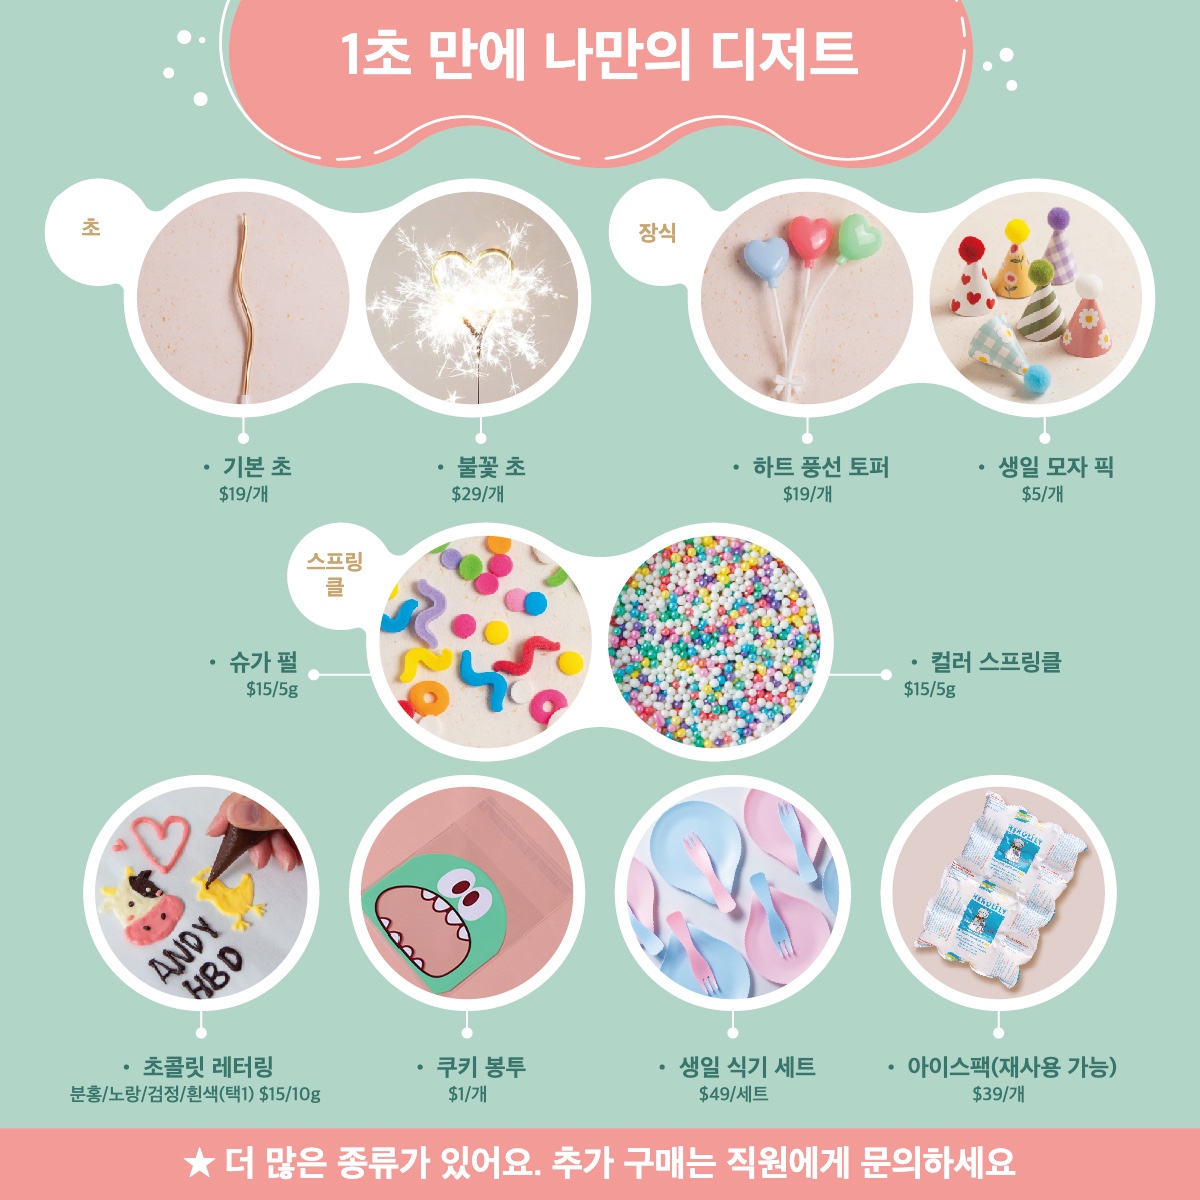 1초 만에 나만의 디저트
초
장식
• 기본 초
$19/개
• 불꽃 초
$29/개
• 하트 풍선 토퍼
$19/개
• 생일 모자 픽
$5/개
스프링
클
• 슈가 펄
$15/5g
• 컬러 스프링클
$15/5g
ANDY
HBD
• 초콜릿 레터링
분홍/노랑/검정/흰색(택1) $15/10g
• 쿠키 봉투
$1/개
• 생일 식기 세트
$49/세트
• 아이스팩(재사용 가능)
$39/개
★ 더 많은 종류가 있어요. 추가 구매는 직원에게 문의하세요